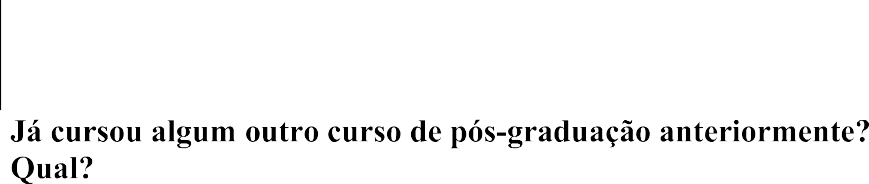 Já cursou algum outro curso de pós-graduação anteriormente?
Qual?